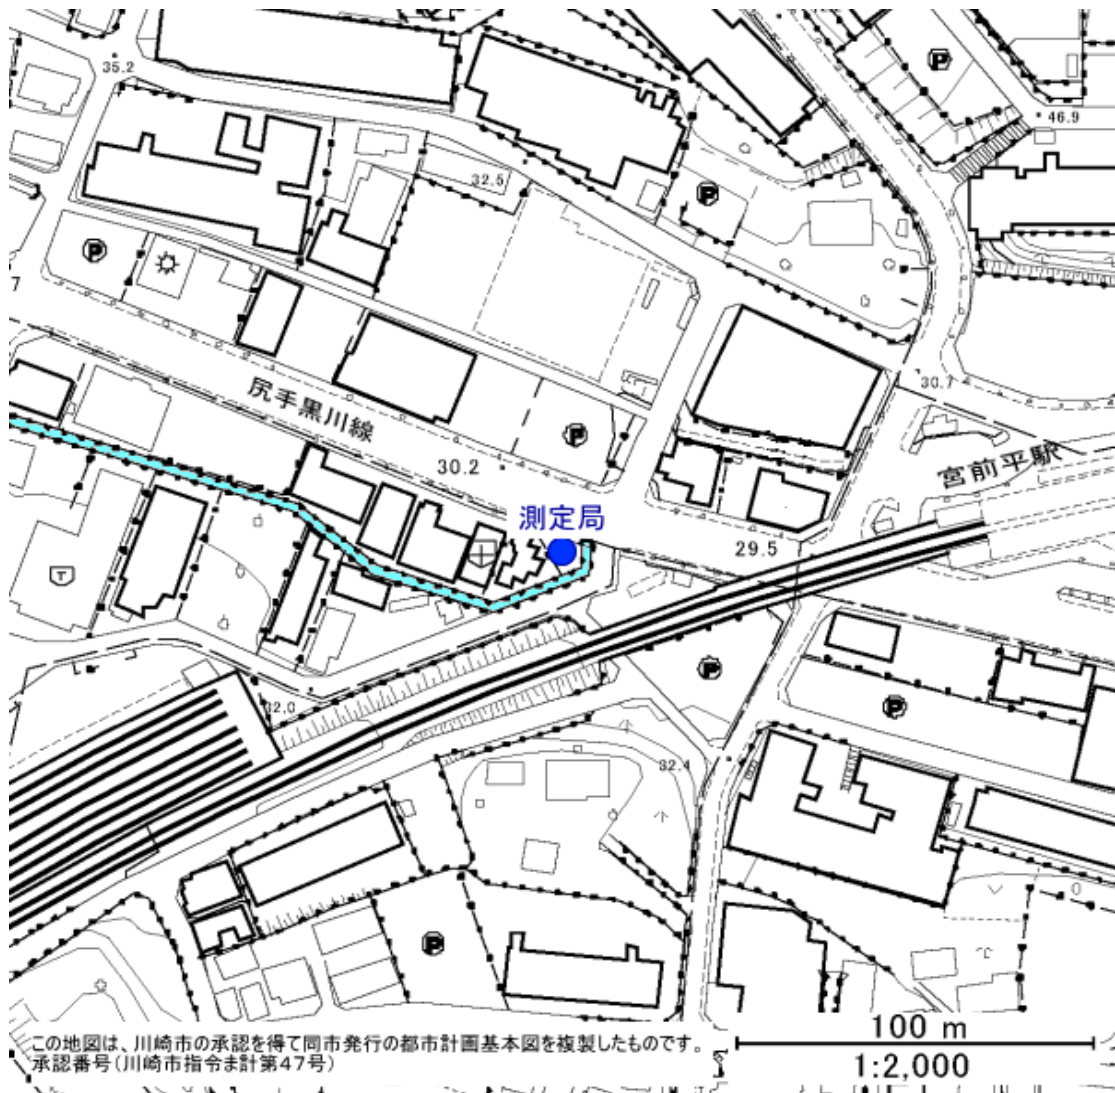 35.2
46.9
32.5
P
P
P
7
30.7
尻手黒川線
P
30.2
宮前平駅
測定局
29.5
P
P
32.0
32.4
P
100 m
この地図は、川崎市の承認を得て同市発行の都市計画基本図を複製したものです。
承認番号(川崎市指令ま計第47号)
1:2,000